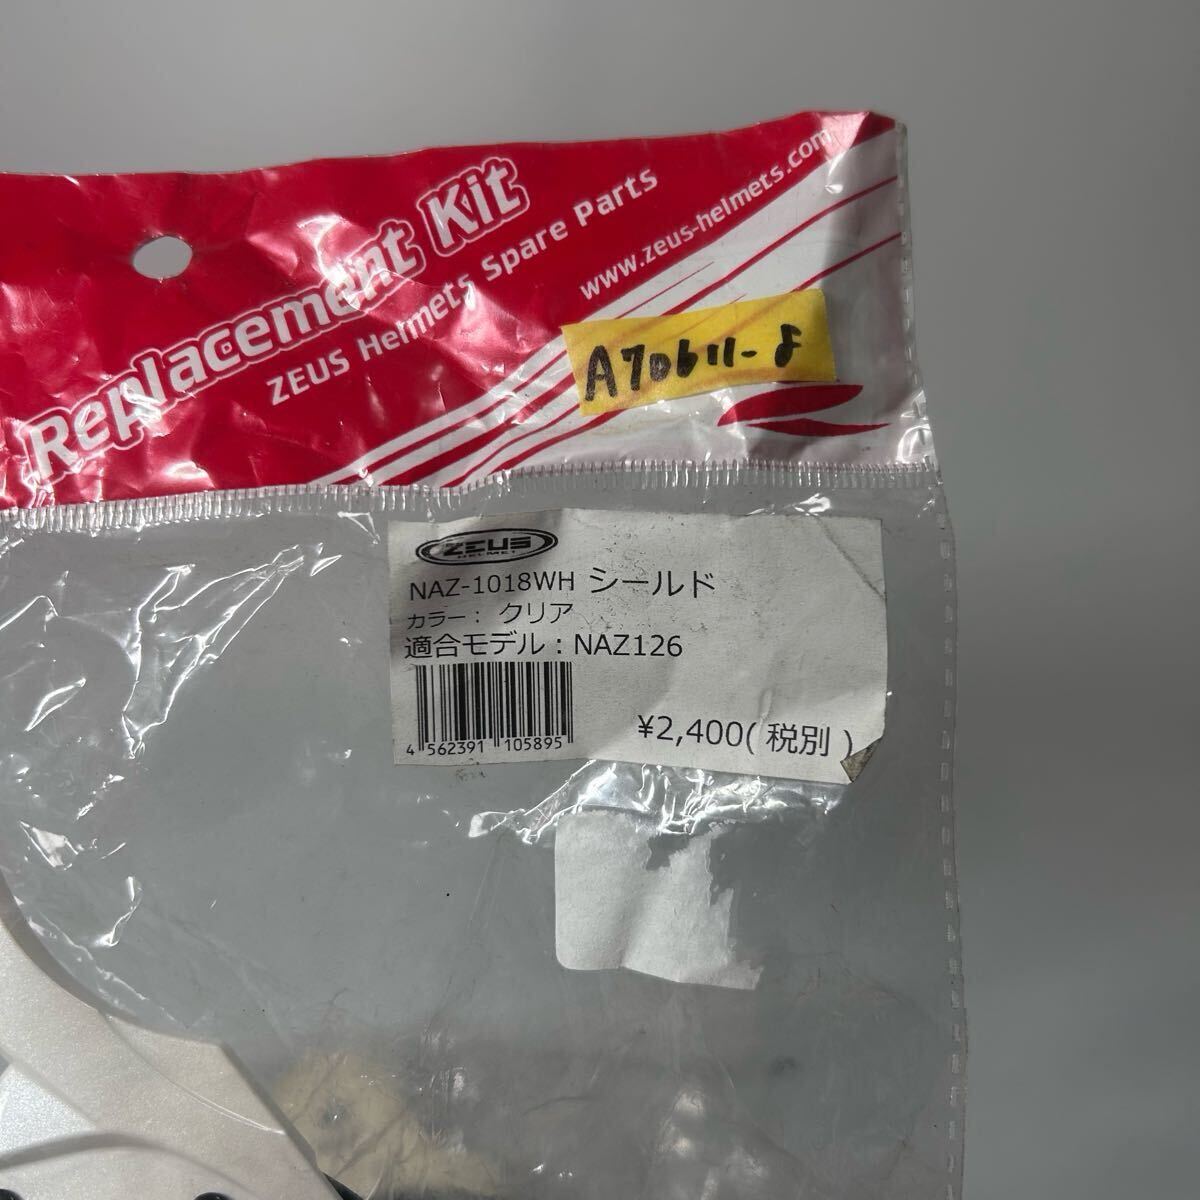 Replacement Kit
ZEUS Helmets Spare Parts
www.zeus-helmets.com
A70611-8
ZEUS
HELMET
NAZ-1018WH シールド
カラー： クリア
適合モデル：NAZ126
4 562391 105895
¥2,400(税別)